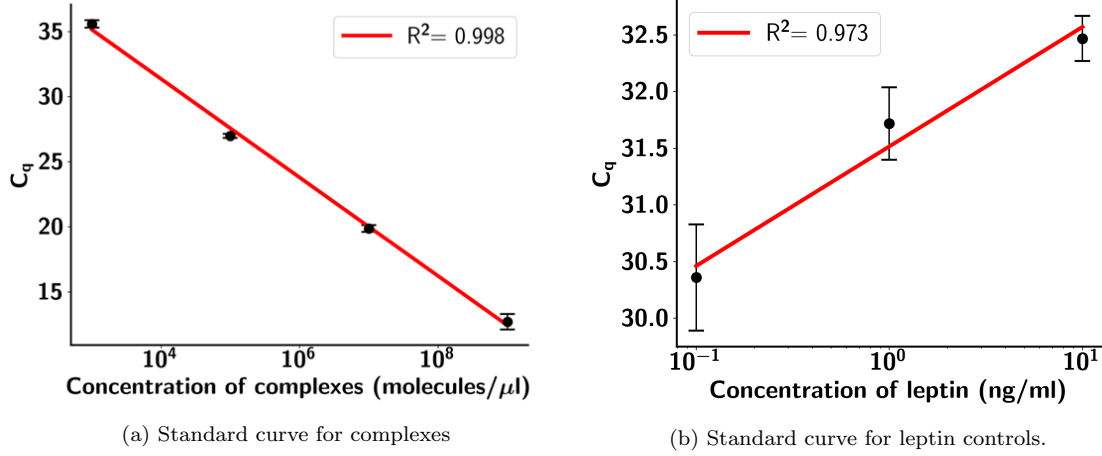 35
30
25
20
15
C_q
R²= 0.998
10⁴
10⁶
10⁸
Concentration of complexes (molecules/μl)
(a) Standard curve for complexes
32.5
32.0
31.5
31.0
30.5
30.0
C_q
R²= 0.973
10⁻¹
10⁰
10¹
Concentration of leptin (ng/ml)
(b) Standard curve for leptin controls.